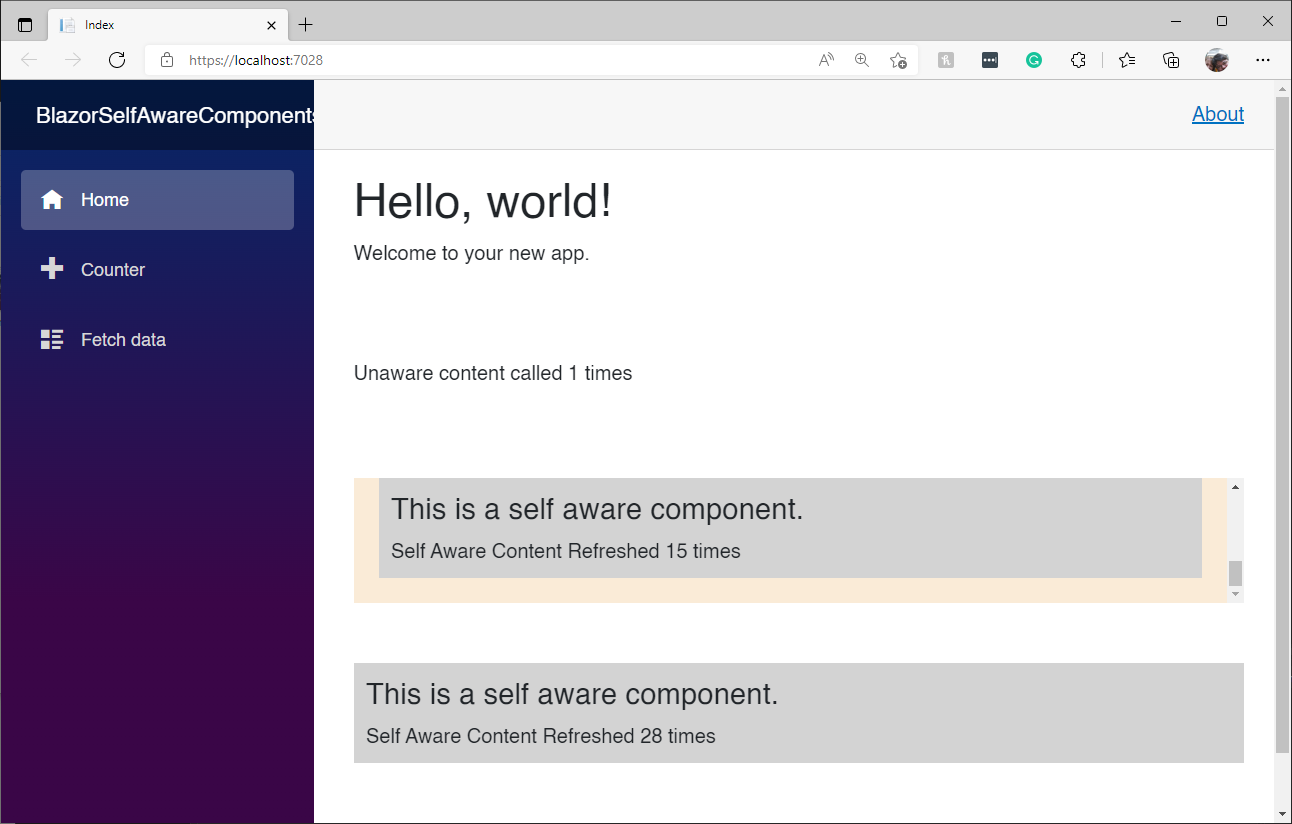 Index
https://localhost:7028
BlazorSelfAwareComponents
About
Home
Counter
Fetch data
Hello, world!
Welcome to your new app.
Unaware content called 1 times
This is a self aware component.
Self Aware Content Refreshed 15 times
This is a self aware component.
Self Aware Content Refreshed 28 times